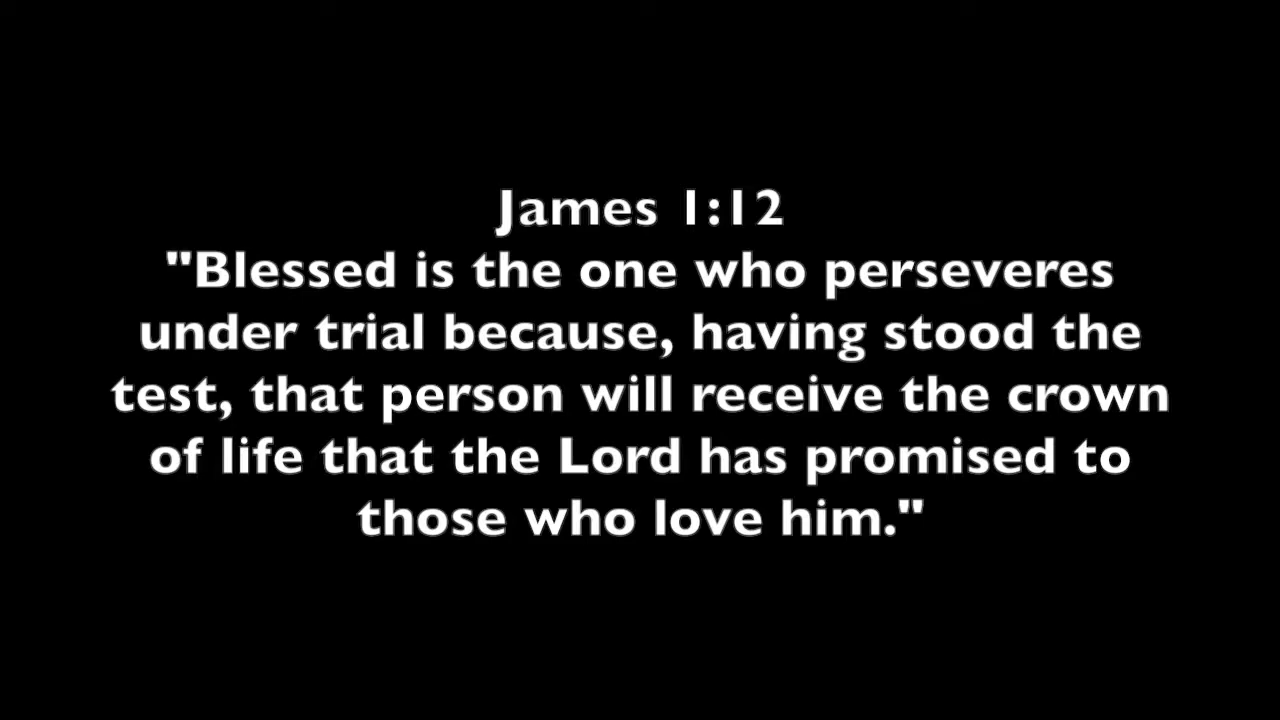 James 1:12
"Blessed is the one who perseveres
under trial because, having stood the
test, that person will receive the crown
of life that the Lord has promised to
those who love him."